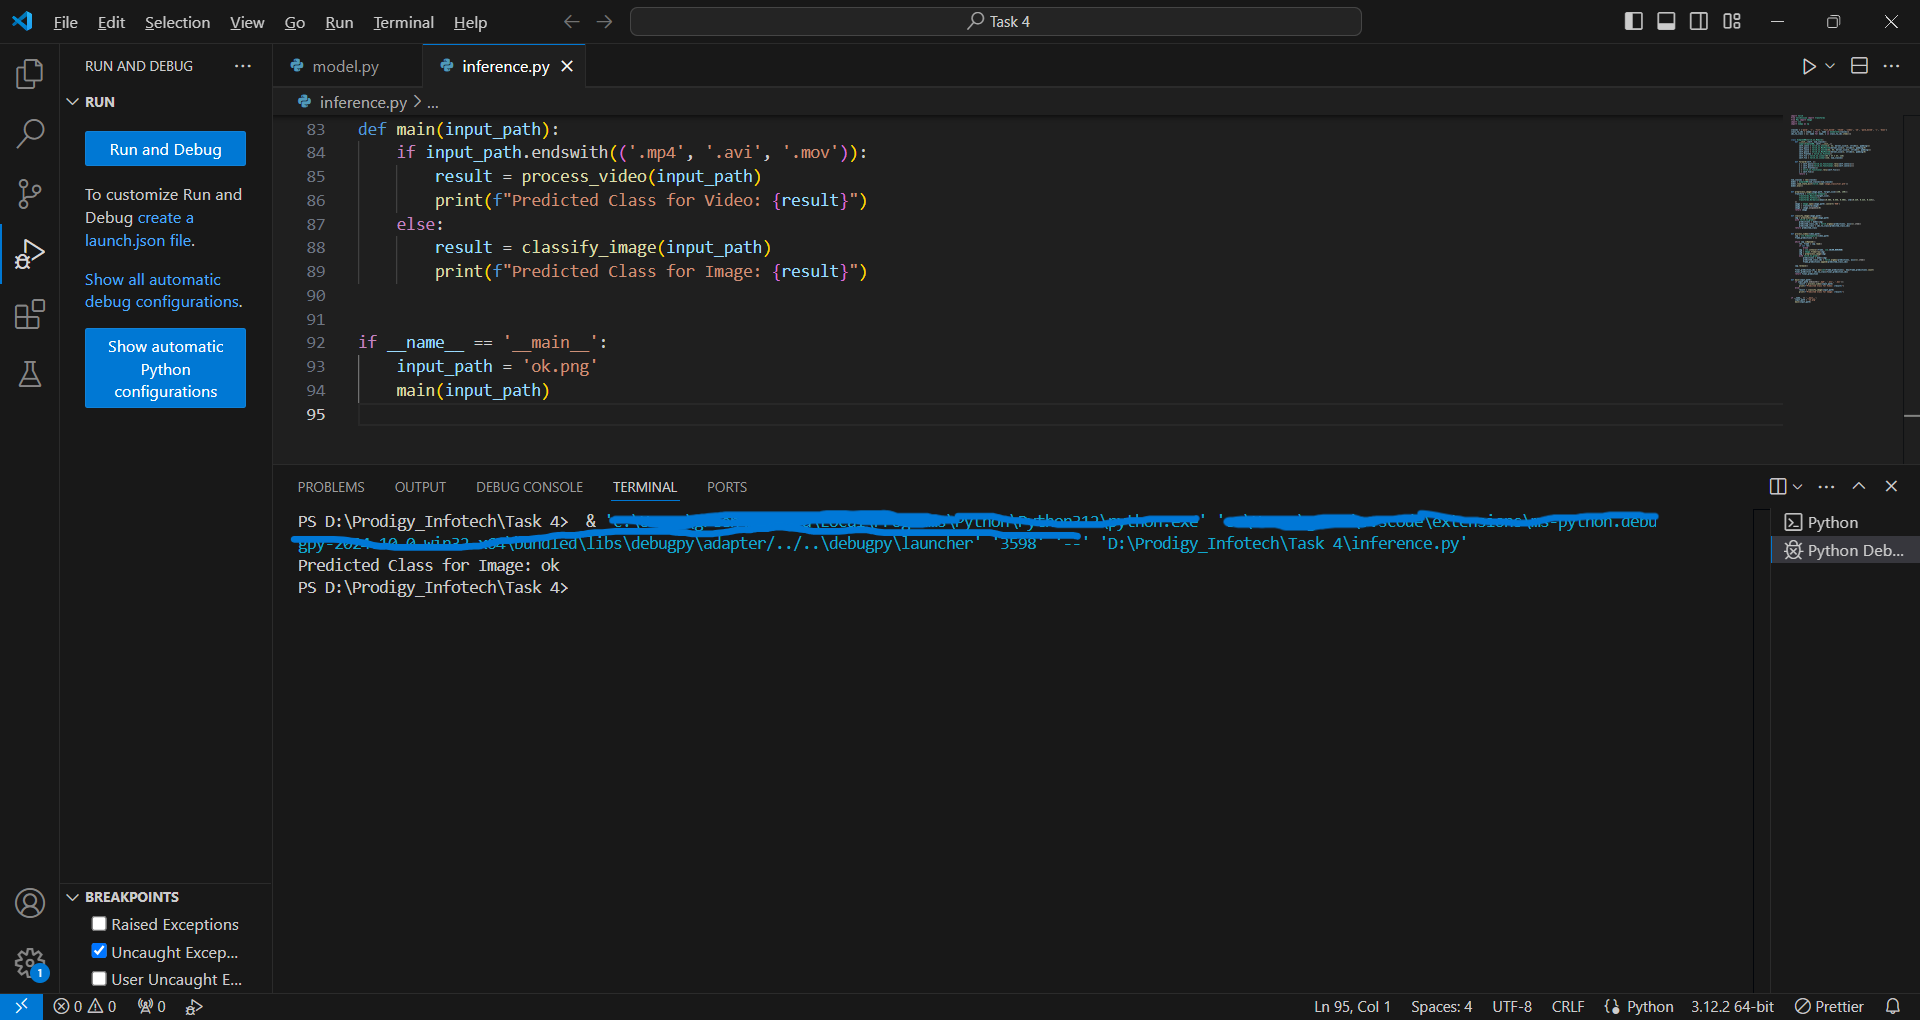 File Edit Selection View Go Run Terminal Help
Task 4
RUN AND DEBUG
RUN
Run and Debug
To customize Run and
Debug create a
launch.json file.
Show all automatic
debug configurations.
Show automatic
Python
configurations
BREAKPOINTS
Raised Exceptions
Uncaught Excep...
User Uncaught E...
1
model.py
inference.py
inference.py > ...
83 def main(input_path):
84 if input_path.endswith(('.mp4', '.avi', '.mov')):
85 result = process_video(input_path)
86 print(f"Predicted Class for Video: {result}")
87 else:
88 result = classify_image(input_path)
89 print(f"Predicted Class for Image: {result}")
90
91
92 if __name__ == '__main__':
93 input_path = 'ok.png'
94 main(input_path)
95
PROBLEMS OUTPUT DEBUG CONSOLE TERMINAL PORTS
PS D:\Prodigy_Infotech\Task 4> & \Python\Python312\python.exe' \extensions\ms-python.debu
gpy-2024.10.0-win32-x64\bundled\libs\debugpy\adapter/../..\debugpy\launcher' '3598' '--' 'D:\Prodigy_Infotech\Task 4\inference.py'
Predicted Class for Image: ok
PS D:\Prodigy_Infotech\Task 4>
Python
Python Deb...
0 0 0
Ln 95, Col 1 Spaces: 4 UTF-8 CRLF Python 3.12.2 64-bit Prettier